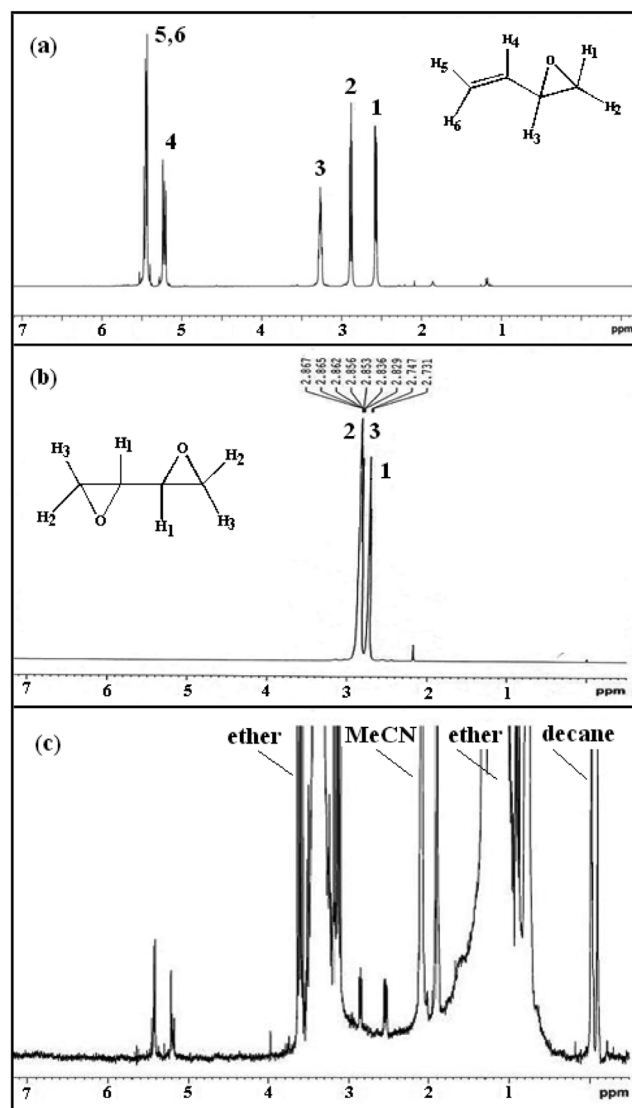 (a)
5,6
4
3
2
1
H4
H5
H6
O
H1
H2
H3
7 6 5 4 3 2 1 ppm
(b)
2.867
2.865
2.862
2.856
2.853
2.836
2.829
2.747
2.731
2 3
1
H3
H1
O
H2
H2
O
H1
H3
7 6 5 4 3 2 1 ppm
(c)
ether MeCN ether decane
7 6 5 4 3 2 1 ppm